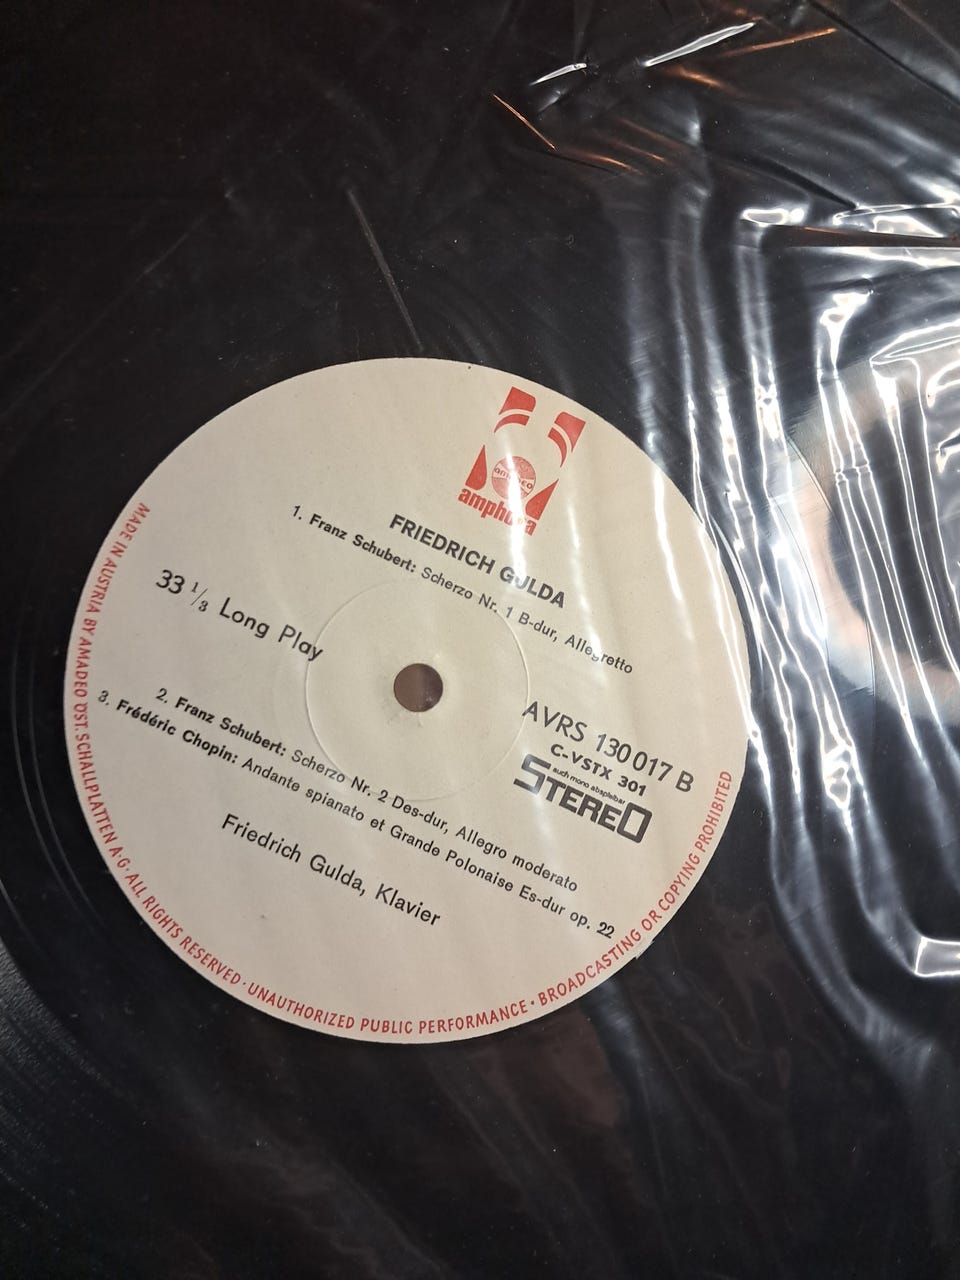 amadeo
amphora
FRIEDRICH GULDA
1. Franz Schubert: Scherzo Nr. 1 B-dur, Allegretto
33 1/3 Long Play
AVRS 130 017 B
C-VSTX 301
auch mono abspielbar
STEREO
2. Franz Schubert: Scherzo Nr. 2 Des-dur, Allegro moderato
3. Frédéric Chopin: Andante spianato et Grande Polonaise Es-dur op. 22
Friedrich Gulda, Klavier
MADE IN AUSTRIA BY AMADEO ÖST. SCHALLPLATTEN A·G· ALL RIGHTS RESERVED · UNAUTHORIZED PUBLIC PERFORMANCE · BROADCASTING OR COPYING PROHIBITED